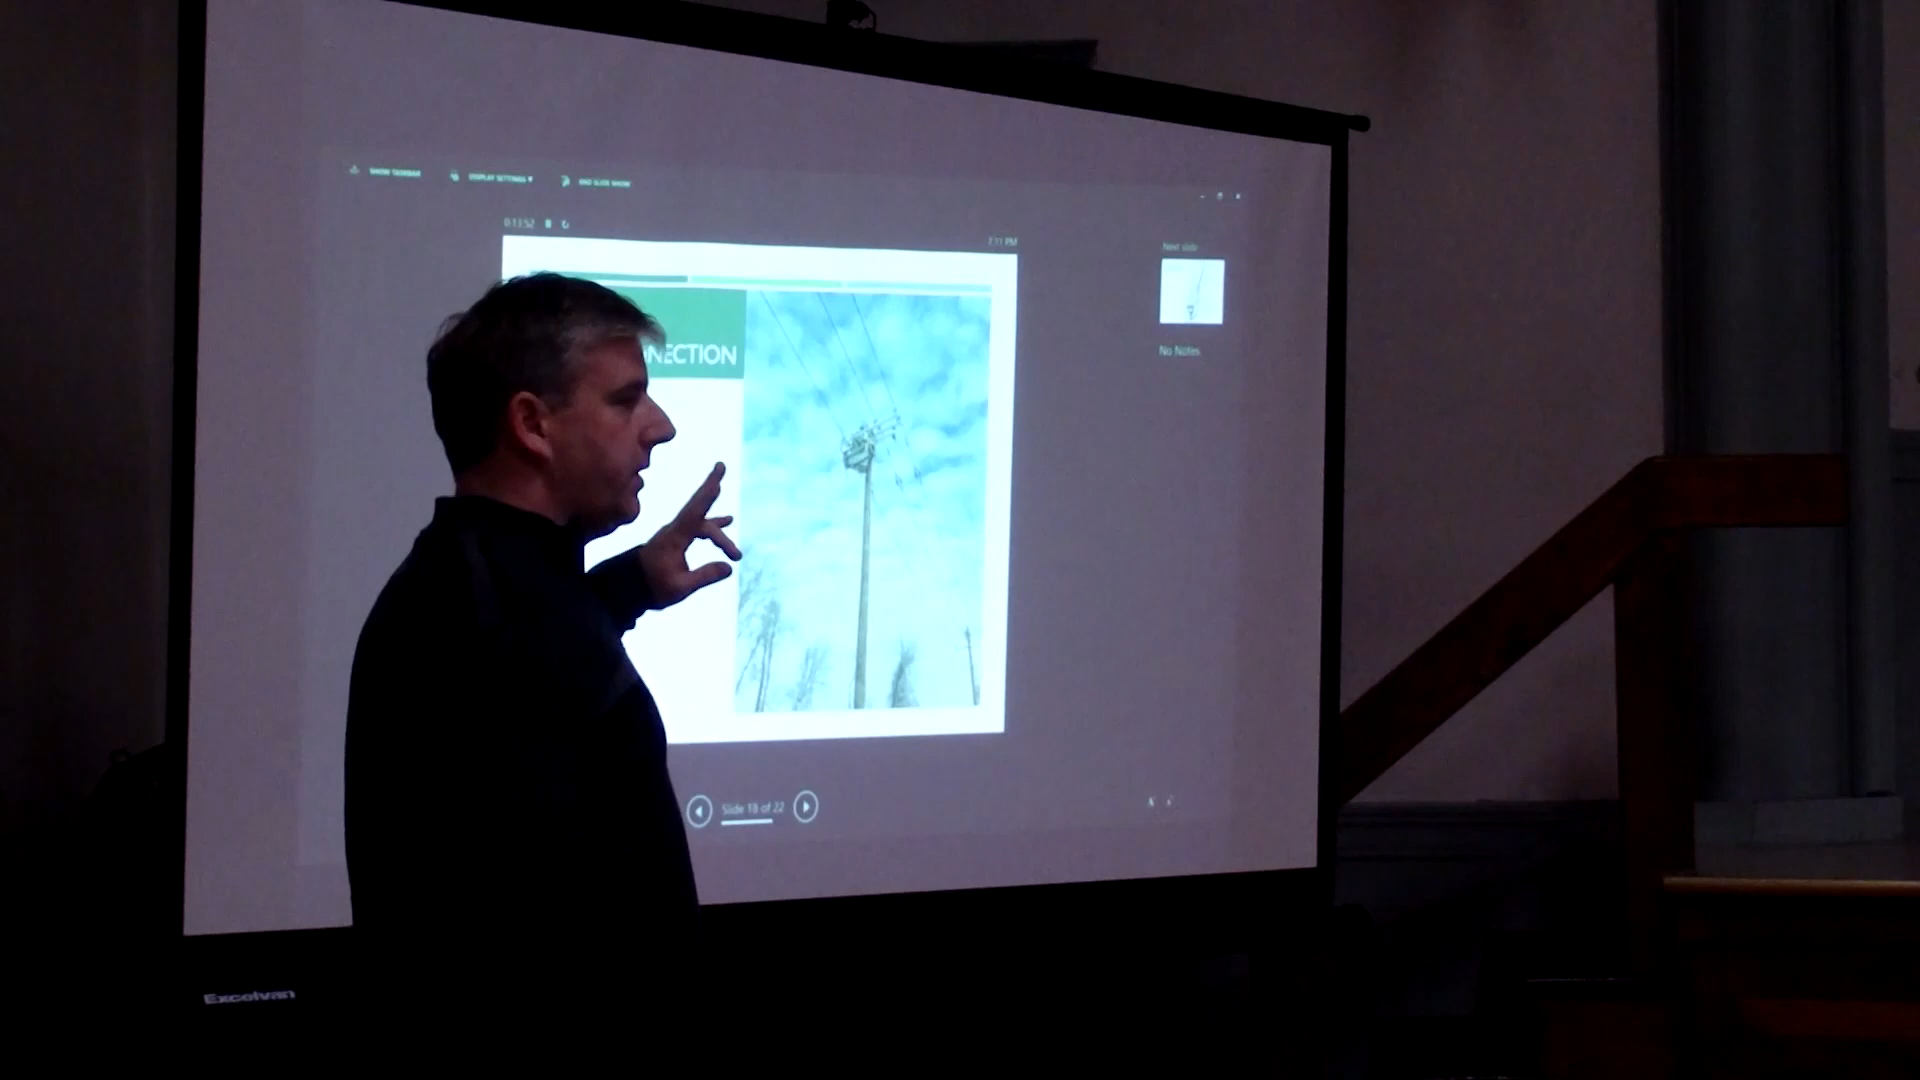 SHOW TASKBAR DISPLAY SETTINGS ▼ END SLIDE SHOW
0:13:52
7:11 PM
Next slide
NECTION
No Notes
Slide 18 of 22
A A
Excelvan